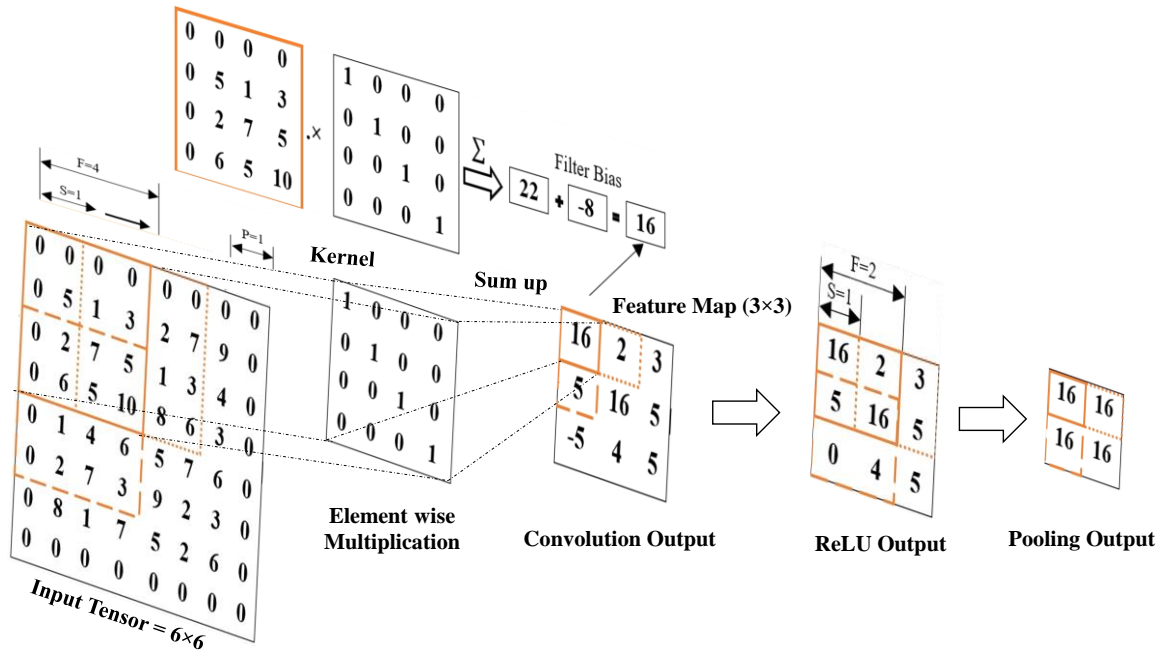 0 0 0 0
0 5 1 3
0 2 7 5
0 6 5 10
.×
1 0 0 0
0 1 0 0
0 0 1 0
0 0 0 1
Σ
Filter Bias
22 + -8 = 16
F=4
S=1
P=1
0 0 0 0 0 0 0 0
0 5 1 3 2 7 9 0
0 2 7 5 1 3 4 0
0 6 5 10 8 6 3 0
0 1 4 6 5 7 6 0
0 2 7 3 9 2 3 0
0 8 1 7 5 2 6 0
0 0 0 0 0 0 0 0
Input Tensor = 6×6
Kernel
1 0 0 0
0 1 0 0
0 0 1 0
0 0 0 1
Element wise
Multiplication
Sum up
Feature Map (3×3)
16 2 3
5 16 5
-5 4 5
Convolution Output
F=2
S=1
16 2 3
5 16 5
0 4 5
ReLU Output
16 16
16 16
Pooling Output